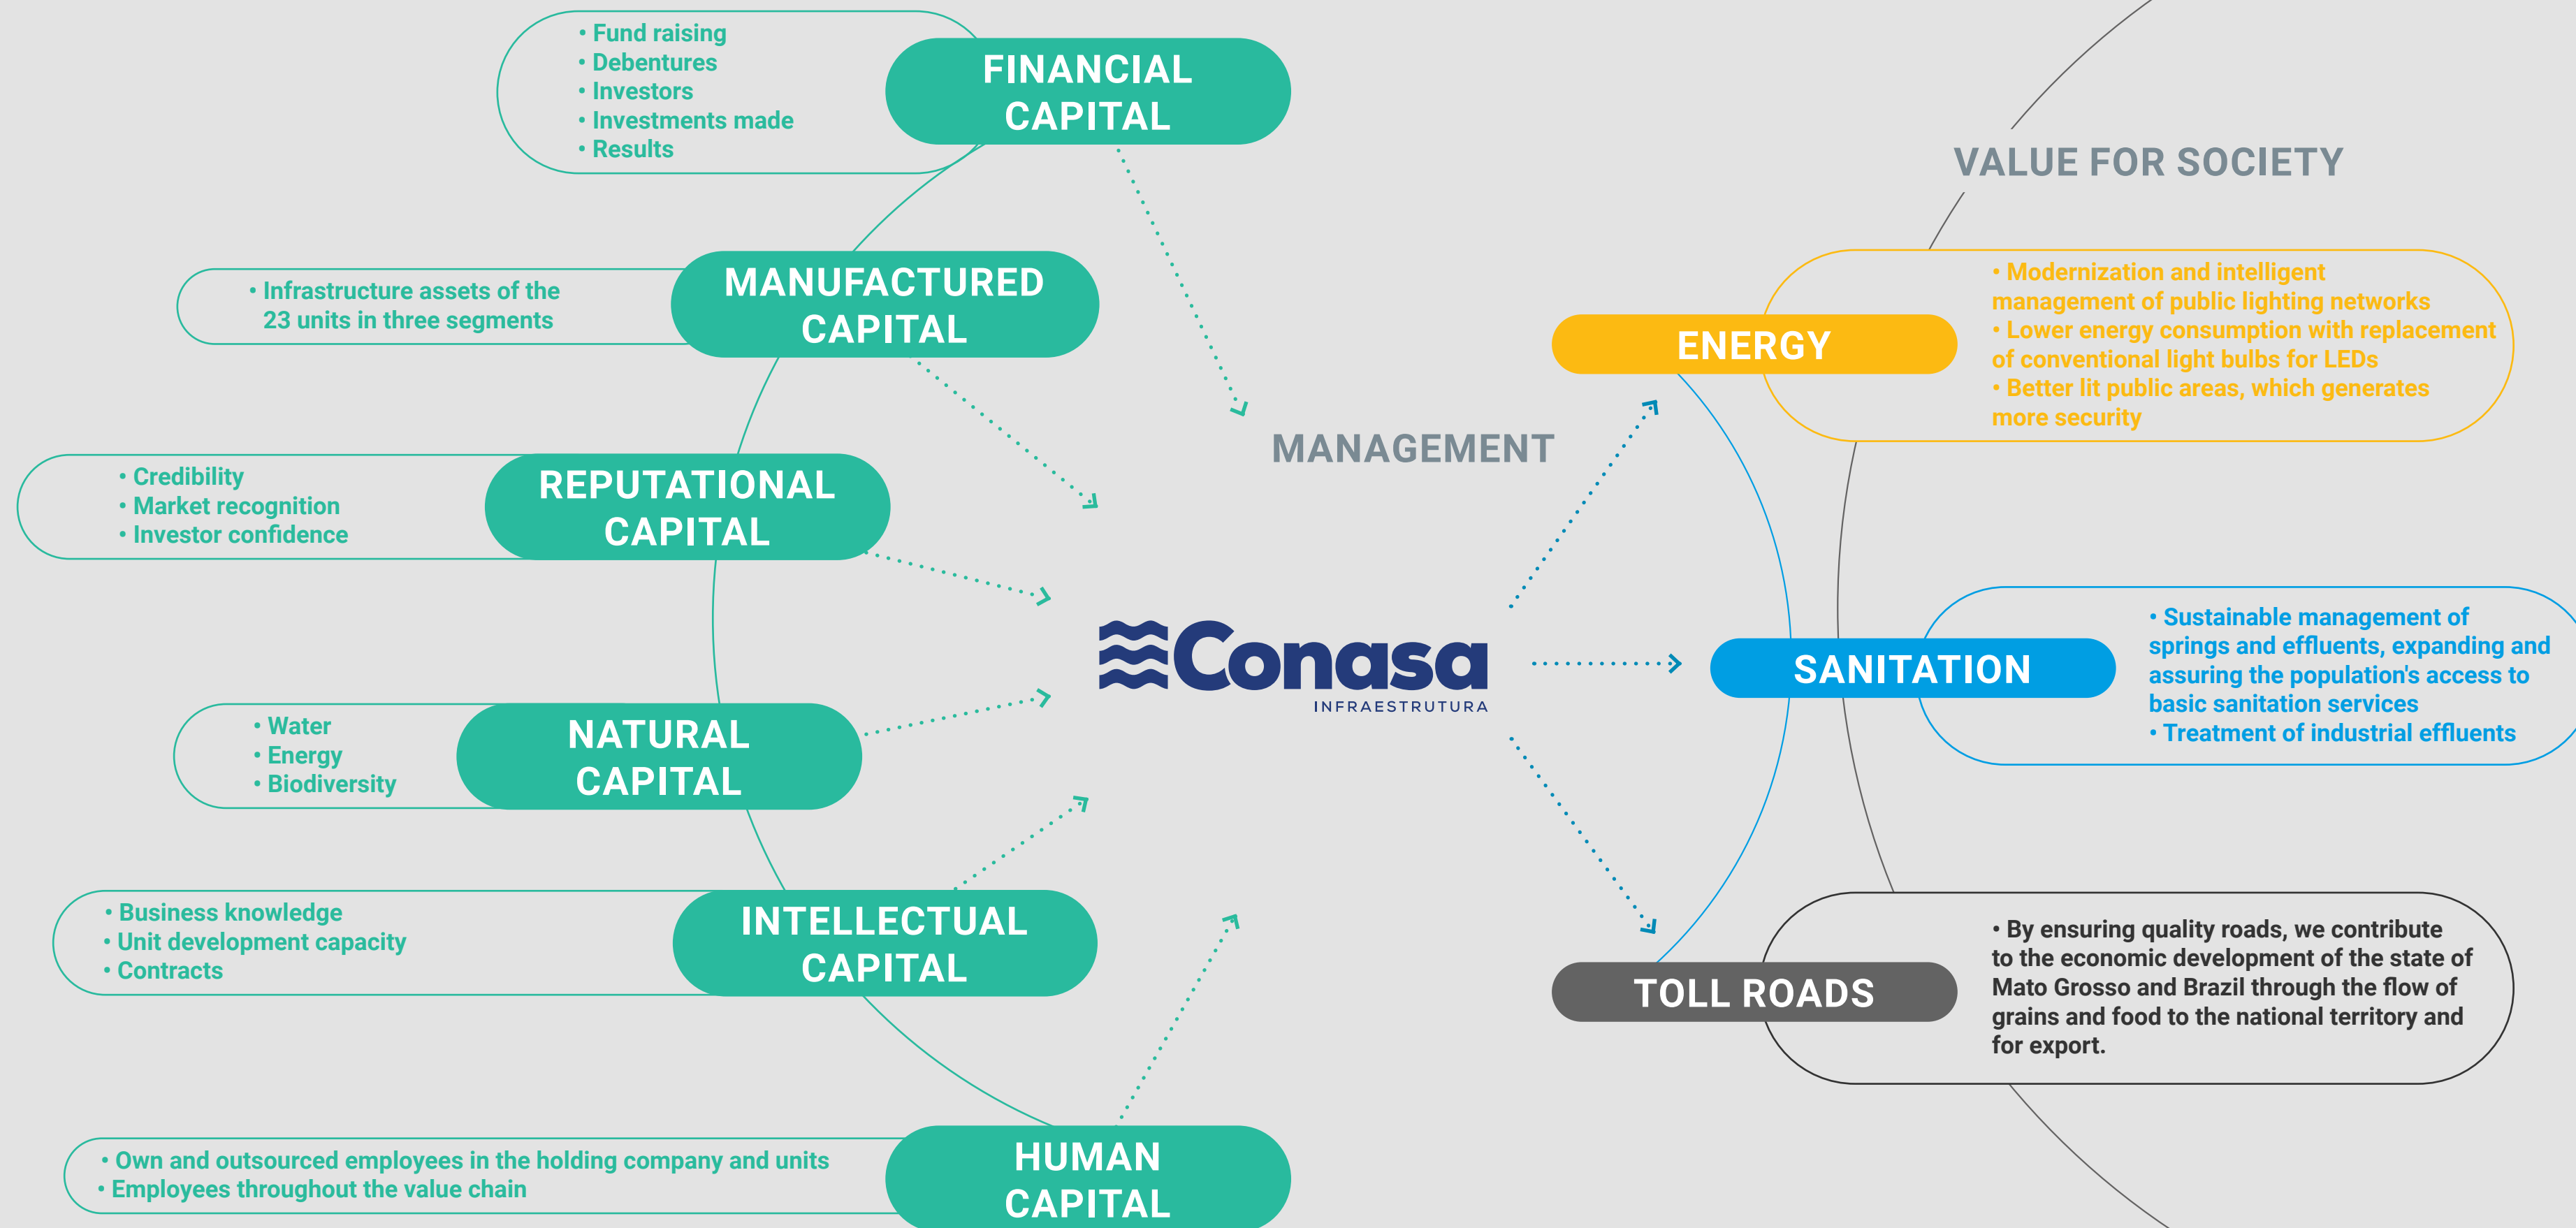 • Fund raising
• Debentures
• Investors
• Investments made
• Results
FINANCIAL
CAPITAL
• Infrastructure assets of the
23 units in three segments
MANUFACTURED
CAPITAL
• Credibility
• Market recognition
• Investor confidence
REPUTATIONAL
CAPITAL
• Water
• Energy
• Biodiversity
NATURAL
CAPITAL
• Business knowledge
• Unit development capacity
• Contracts
INTELLECTUAL
CAPITAL
• Own and outsourced employees in the holding company and units
• Employees throughout the value chain
HUMAN
CAPITAL
MANAGEMENT
Conasa
INFRAESTRUTURA
VALUE FOR SOCIETY
ENERGY
• Modernization and intelligent
management of public lighting networks
• Lower energy consumption with replacement
of conventional light bulbs for LEDs
• Better lit public areas, which generates
more security
SANITATION
• Sustainable management of
springs and effluents, expanding and
assuring the population's access to
basic sanitation services
• Treatment of industrial effluents
TOLL ROADS
• By ensuring quality roads, we contribute
to the economic development of the state of
Mato Grosso and Brazil through the flow of
grains and food to the national territory and
for export.